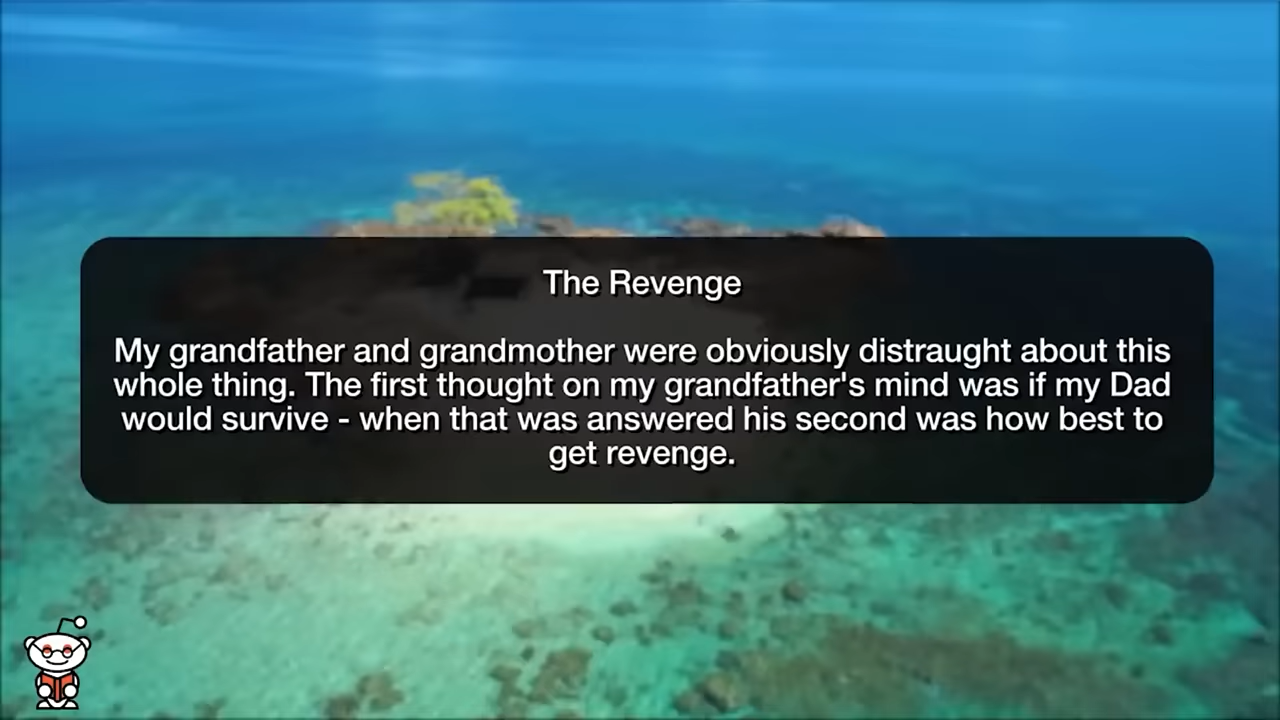 The Revenge
My grandfather and grandmother were obviously distraught about this
whole thing. The first thought on my grandfather's mind was if my Dad
would survive - when that was answered his second was how best to
get revenge.